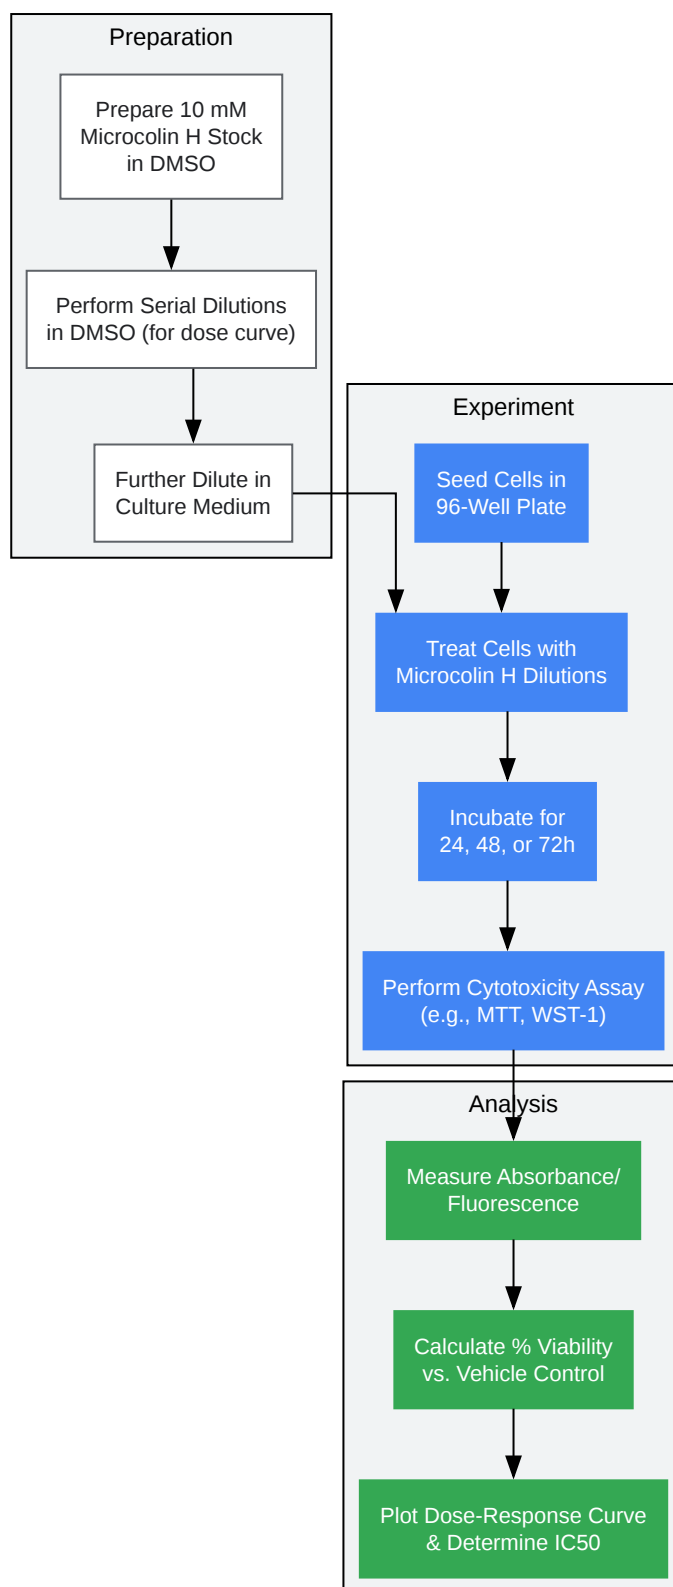 Preparation
Prepare 10 mM
Microcolin H Stock
in DMSO
Perform Serial Dilutions
in DMSO (for dose curve)
Further Dilute in
Culture Medium
Experiment
Seed Cells in
96-Well Plate
Treat Cells with
Microcolin H Dilutions
Incubate for
24, 48, or 72h
Perform Cytotoxicity Assay
(e.g., MTT, WST-1)
Analysis
Measure Absorbance/
Fluorescence
Calculate % Viability
vs. Vehicle Control
Plot Dose-Response Curve
& Determine IC50